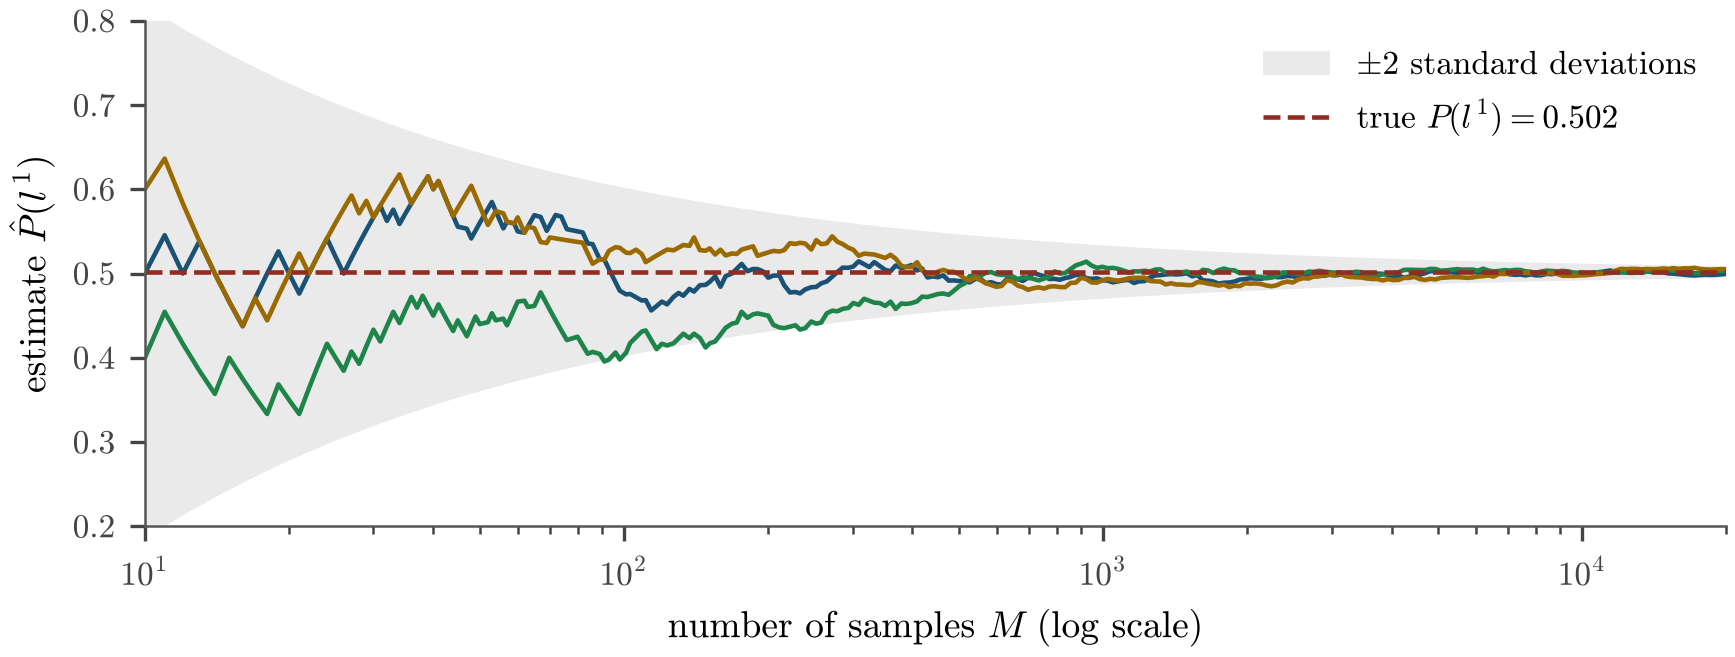 0.8
0.7
0.6
0.5
0.4
0.3
0.2
estimate P̂(l¹)
±2 standard deviations
true P(l¹) = 0.502
10¹
10²
10³
10⁴
number of samples M (log scale)